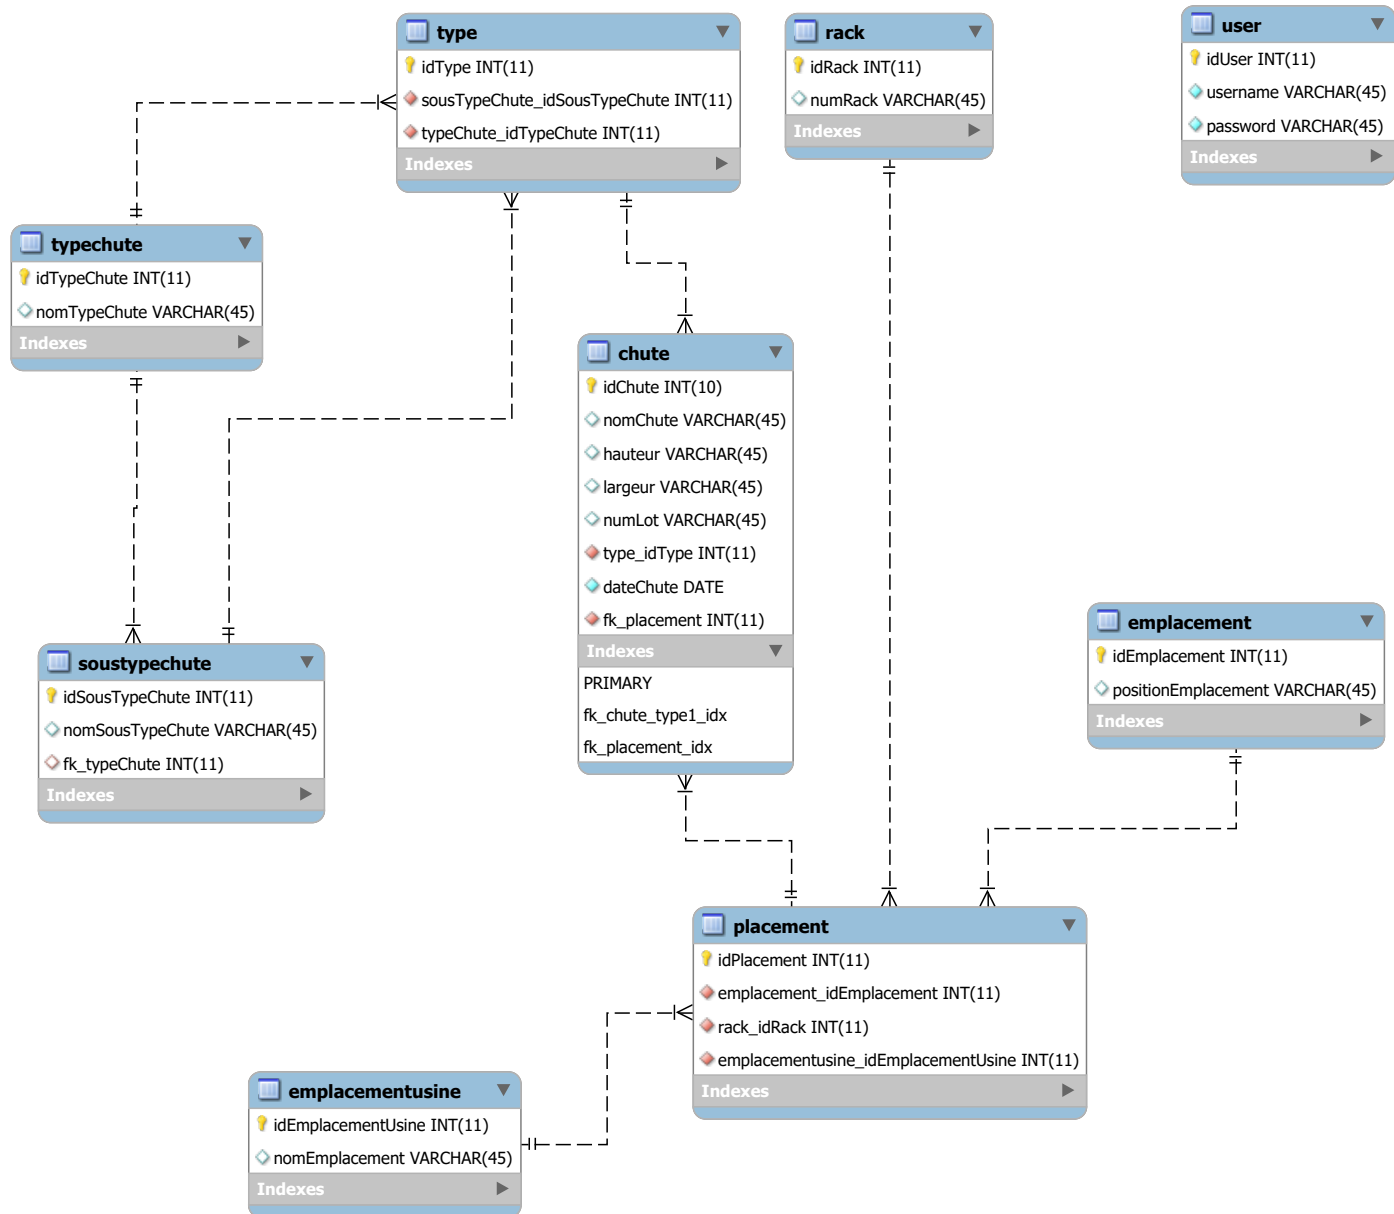 type
idType INT(11)
sousTypeChute_idSousTypeChute INT(11)
typeChute_idTypeChute INT(11)
Indexes
rack
idRack INT(11)
numRack VARCHAR(45)
Indexes
user
idUser INT(11)
username VARCHAR(45)
password VARCHAR(45)
Indexes
typechute
idTypeChute INT(11)
nomTypeChute VARCHAR(45)
Indexes
chute
idChute INT(10)
nomChute VARCHAR(45)
hauteur VARCHAR(45)
largeur VARCHAR(45)
numLot VARCHAR(45)
type_idType INT(11)
dateChute DATE
fk_placement INT(11)
Indexes
PRIMARY
fk_chute_type1_idx
fk_placement_idx
soustypechute
idSousTypeChute INT(11)
nomSousTypeChute VARCHAR(45)
fk_typeChute INT(11)
Indexes
emplacement
idEmplacement INT(11)
positionEmplacement VARCHAR(45)
Indexes
placement
idPlacement INT(11)
emplacement_idEmplacement INT(11)
rack_idRack INT(11)
emplacementusine_idEmplacementUsine INT(11)
Indexes
emplacementusine
idEmplacementUsine INT(11)
nomEmplacement VARCHAR(45)
Indexes